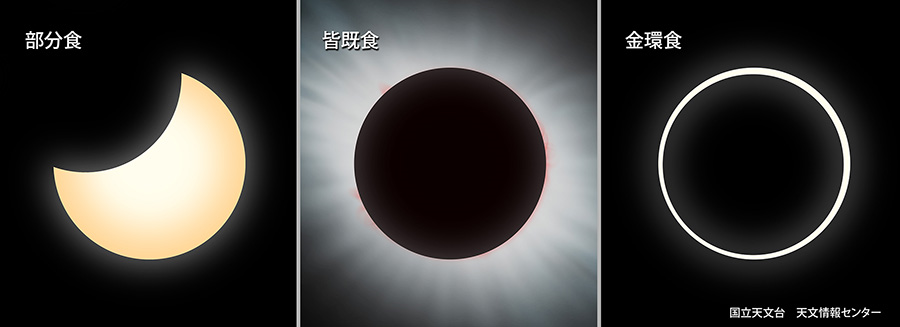 部分食
皆既食
金環食
国立天文台　天文情報センター